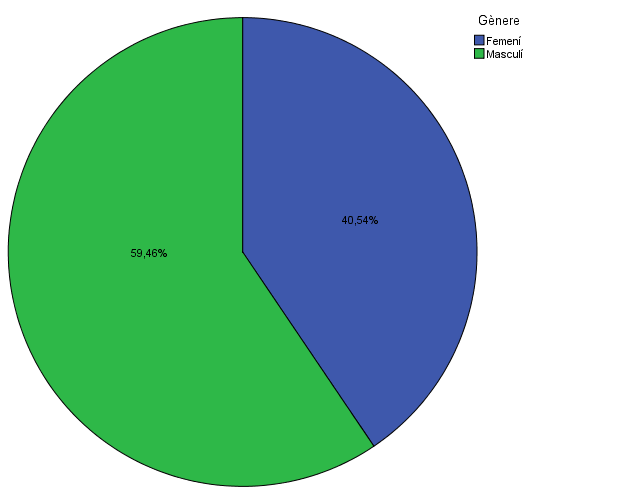 Gènere
Femení
Masculí
40,54%
59,46%